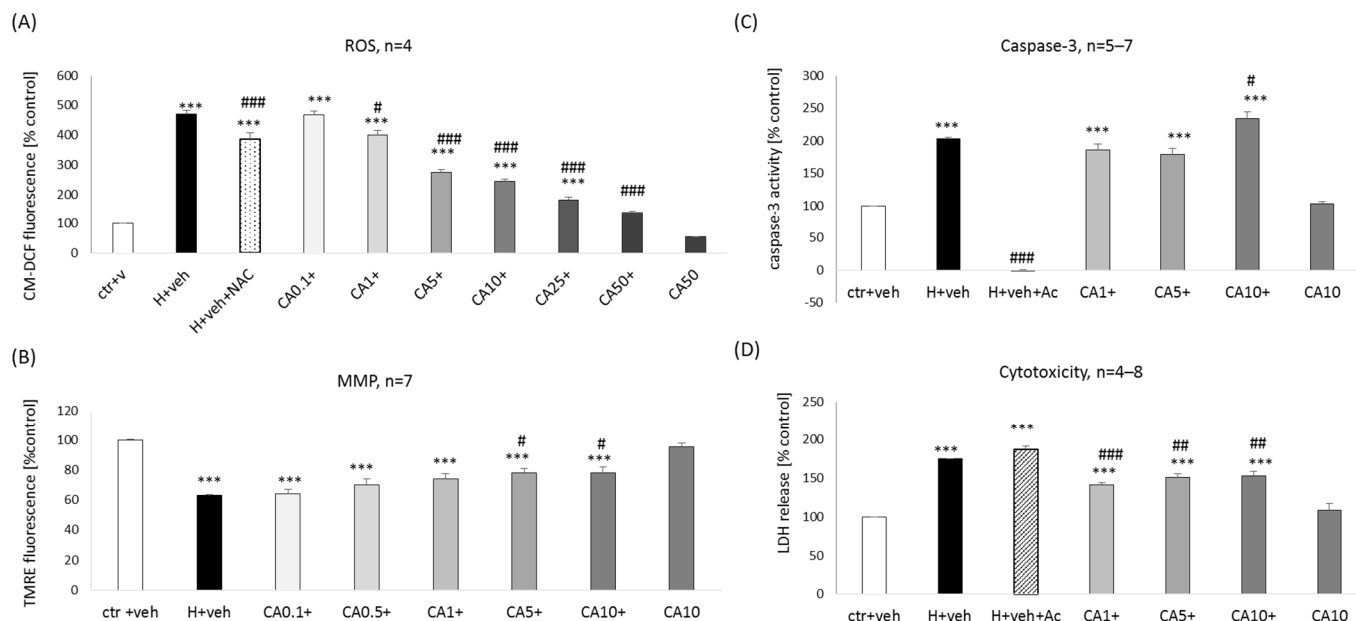 (A)
ROS, n=4
CM-DCF fluorescence [% control]
600
500
400
300
200
100
0
***
###
***
***
#
***
###
***
###
***
###
***
###
ctr+v
H+veh
H+veh+NAC
CA0.1+
CA1+
CA5+
CA10+
CA25+
CA50+
CA50
(B)
MMP, n=7
TMRE fluorescence [%control]
120
100
80
60
40
20
0
***
***
***
***
#
***
#
***
ctr +veh
H+veh
CA0.1+
CA0.5+
CA1+
CA5+
CA10+
CA10
(C)
Caspase-3, n=5–7
caspase-3 activity [% control]
300
250
200
150
100
50
0
-50
***
###
***
***
#
***
ctr+veh
H+veh
H+veh+Ac
CA1+
CA5+
CA10+
CA10
(D)
Cytotoxicity, n=4–8
LDH release [% control]
250
200
150
100
50
0
***
***
###
***
##
***
##
***
ctr+veh
H+veh
H+veh+Ac
CA1+
CA5+
CA10+
CA10